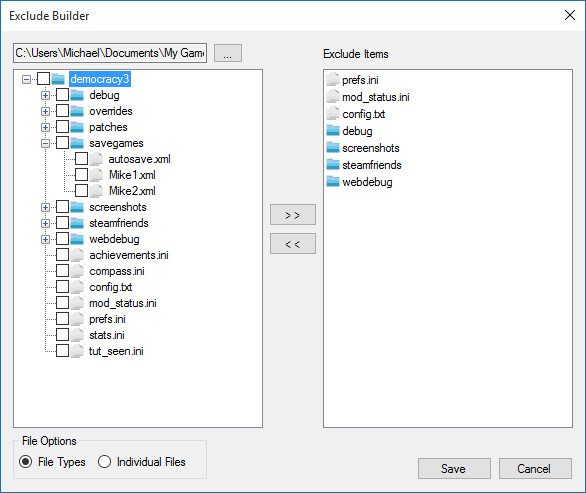 Exclude Builder
C:\Users\Michael\Documents\My Game
...
Exclude Items
democracy3
debug
overrides
patches
savegames
autosave.xml
Mike1.xml
Mike2.xml
screenshots
steamfriends
webdebug
achievements.ini
compass.ini
config.txt
mod_status.ini
prefs.ini
stats.ini
tut_seen.ini
> >
< <
prefs.ini
mod_status.ini
config.txt
debug
screenshots
steamfriends
webdebug
File Options
File Types Individual Files
Save Cancel